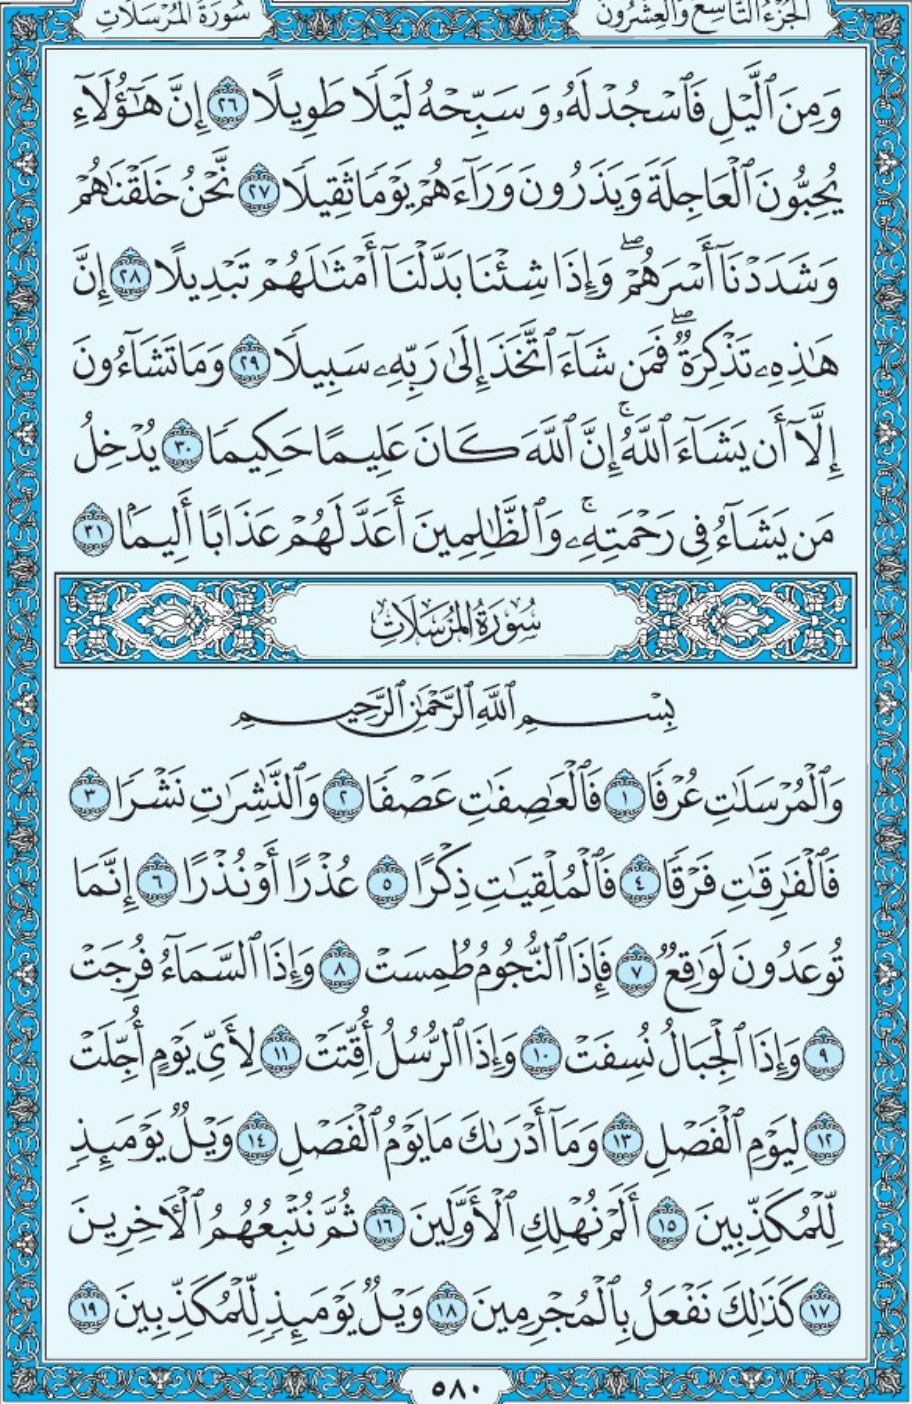 سُورَةُ المُرْسَلَات
الجُزْءُ التَّاسِعُ وَالعِشْرُونَ
وَمِنَ ٱلَّيۡلِ فَٱسۡجُدۡ لَهُۥ وَسَبِّحۡهُ لَيۡلٗا طَوِيلًا ٢٦ إِنَّ هَٰٓؤُلَآءِ
يُحِبُّونَ ٱلۡعَاجِلَةَ وَيَذَرُونَ وَرَآءَهُمۡ يَوۡمٗا ثَقِيلٗا ٢٧ نَّحۡنُ خَلَقۡنَٰهُمۡ
وَشَدَدۡنَآ أَسۡرَهُمۡۖ وَإِذَا شِئۡنَا بَدَّلۡنَآ أَمۡثَٰلَهُمۡ تَبۡدِيلًا ٢٨ إِنَّ
هَٰذِهِۦ تَذۡكِرَةٞۖ فَمَن شَآءَ ٱتَّخَذَ إِلَىٰ رَبِّهِۦ سَبِيلٗا ٢٩ وَمَا تَشَآءُونَ
إِلَّآ أَن يَشَآءَ ٱللَّهُۚ إِنَّ ٱللَّهَ كَانَ عَلِيمًا حَكِيمٗا ٣٠ يُدۡخِلُ
مَن يَشَآءُ فِي رَحۡمَتِهِۦۚ وَٱلظَّٰلِمِينَ أَعَدَّ لَهُمۡ عَذَابًا أَلِيمَۢا ٣١
سُورَةُ المُرْسَلَاتِ
بِسۡمِ ٱللَّهِ ٱلرَّحۡمَٰنِ ٱلرَّحِيمِ
وَٱلۡمُرۡسَلَٰتِ عُرۡفٗا ١ فَٱلۡعَٰصِفَٰتِ عَصۡفٗا ٢ وَٱلنَّٰشِرَٰتِ نَشۡرٗا ٣
فَٱلۡفَٰرِقَٰتِ فَرۡقٗا ٤ فَٱلۡمُلۡقِيَٰتِ ذِكۡرًا ٥ عُذۡرًا أَوۡ نُذۡرًا ٦ إِنَّمَا
تُوعَدُونَ لَوَٰقِعٞ ٧ فَإِذَا ٱلنُّجُومُ طُمِسَتۡ ٨ وَإِذَا ٱلسَّمَآءُ فُرِجَتۡ
٩ وَإِذَا ٱلۡجِبَالُ نُسِفَتۡ ١٠ وَإِذَا ٱلرُّسُلُ أُقِّتَتۡ ١١ لِأَيِّ يَوۡمٍ أُجِّلَتۡ
١٢ لِيَوۡمِ ٱلۡفَصۡلِ ١٣ وَمَآ أَدۡرَىٰكَ مَا يَوۡمُ ٱلۡفَصۡلِ ١٤ وَيۡلٞ يَوۡمَئِذٖ
لِّلۡمُكَذِّبِينَ ١٥ أَلَمۡ نُهۡلِكِ ٱلۡأَوَّلِينَ ١٦ ثُمَّ نُتۡبِعُهُمُ ٱلۡأٓخِرِينَ
١٧ كَذَٰلِكَ نَفۡعَلُ بِٱلۡمُجۡرِمِينَ ١٨ وَيۡلٞ يَوۡمَئِذٖ لِّلۡمُكَذِّبِينَ ١٩
٥٨٠